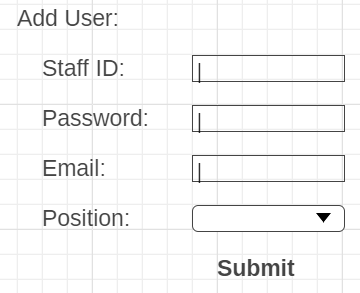 Add User:
Staff ID:
Password:
Email:
Position:
Submit